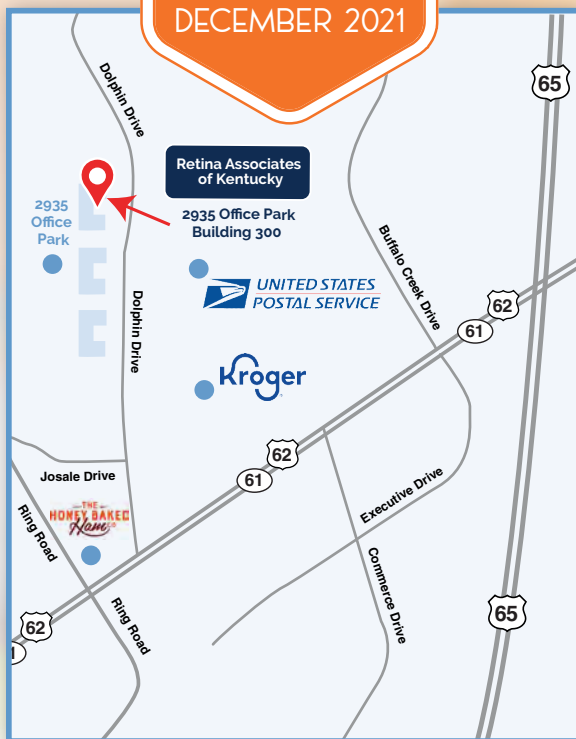 DECEMBER 2021
65
Dolphin Drive
Retina Associates
of Kentucky
2935
Office
Park
2935 Office Park
Building 300
Buffalo Creek Drive
UNITED STATES
POSTAL SERVICE
Dolphin Drive
62
61
Kroger
62
61
Josale Drive
Executive Drive
THE
HONEY BAKED
Ham
CO
Ring Road
Commerce Drive
Ring Road
65
62
1